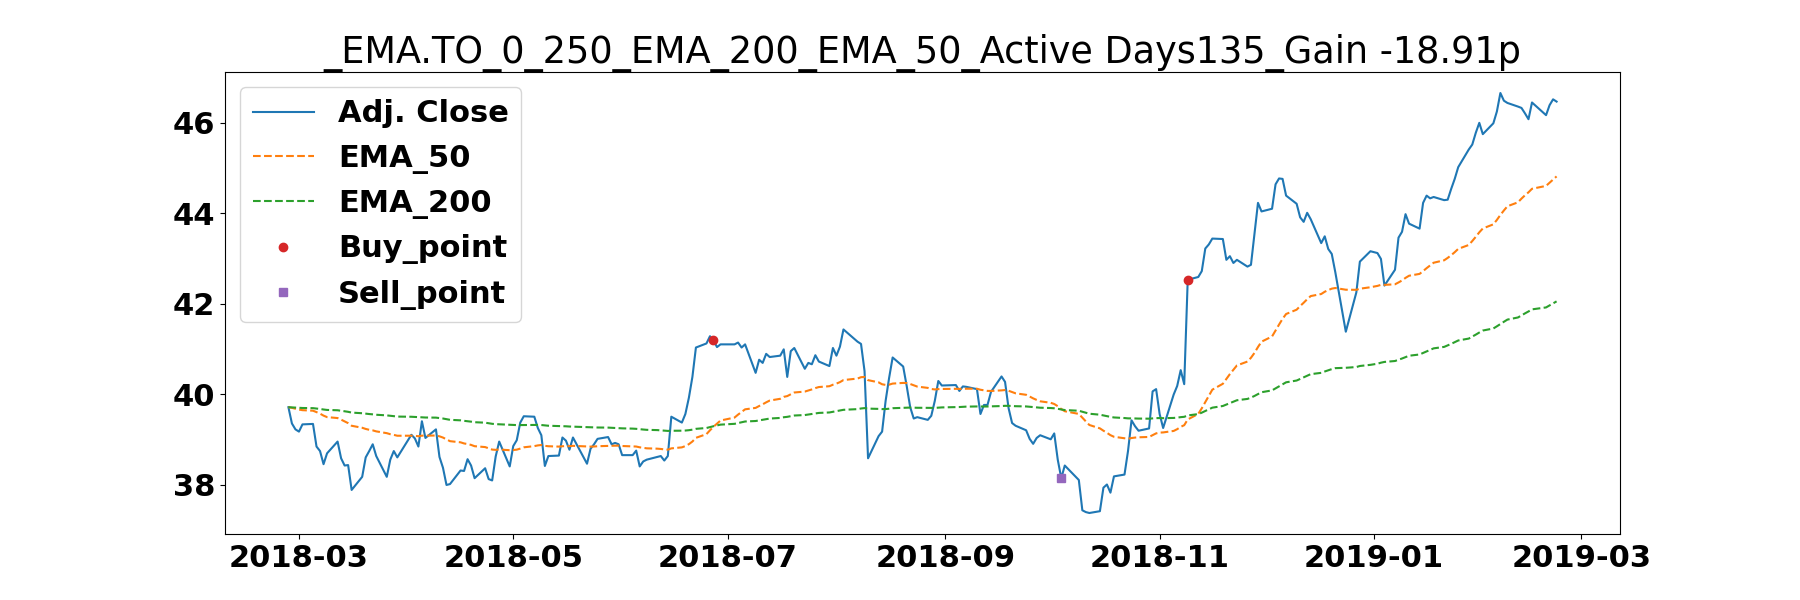 _EMA.TO_0_250_EMA_200_EMA_50_Active Days135_Gain -18.91p
Adj. Close
EMA_50
EMA_200
Buy_point
Sell_point
46
44
42
40
38
2018-03 2018-05 2018-07 2018-09 2018-11 2019-01 2019-03